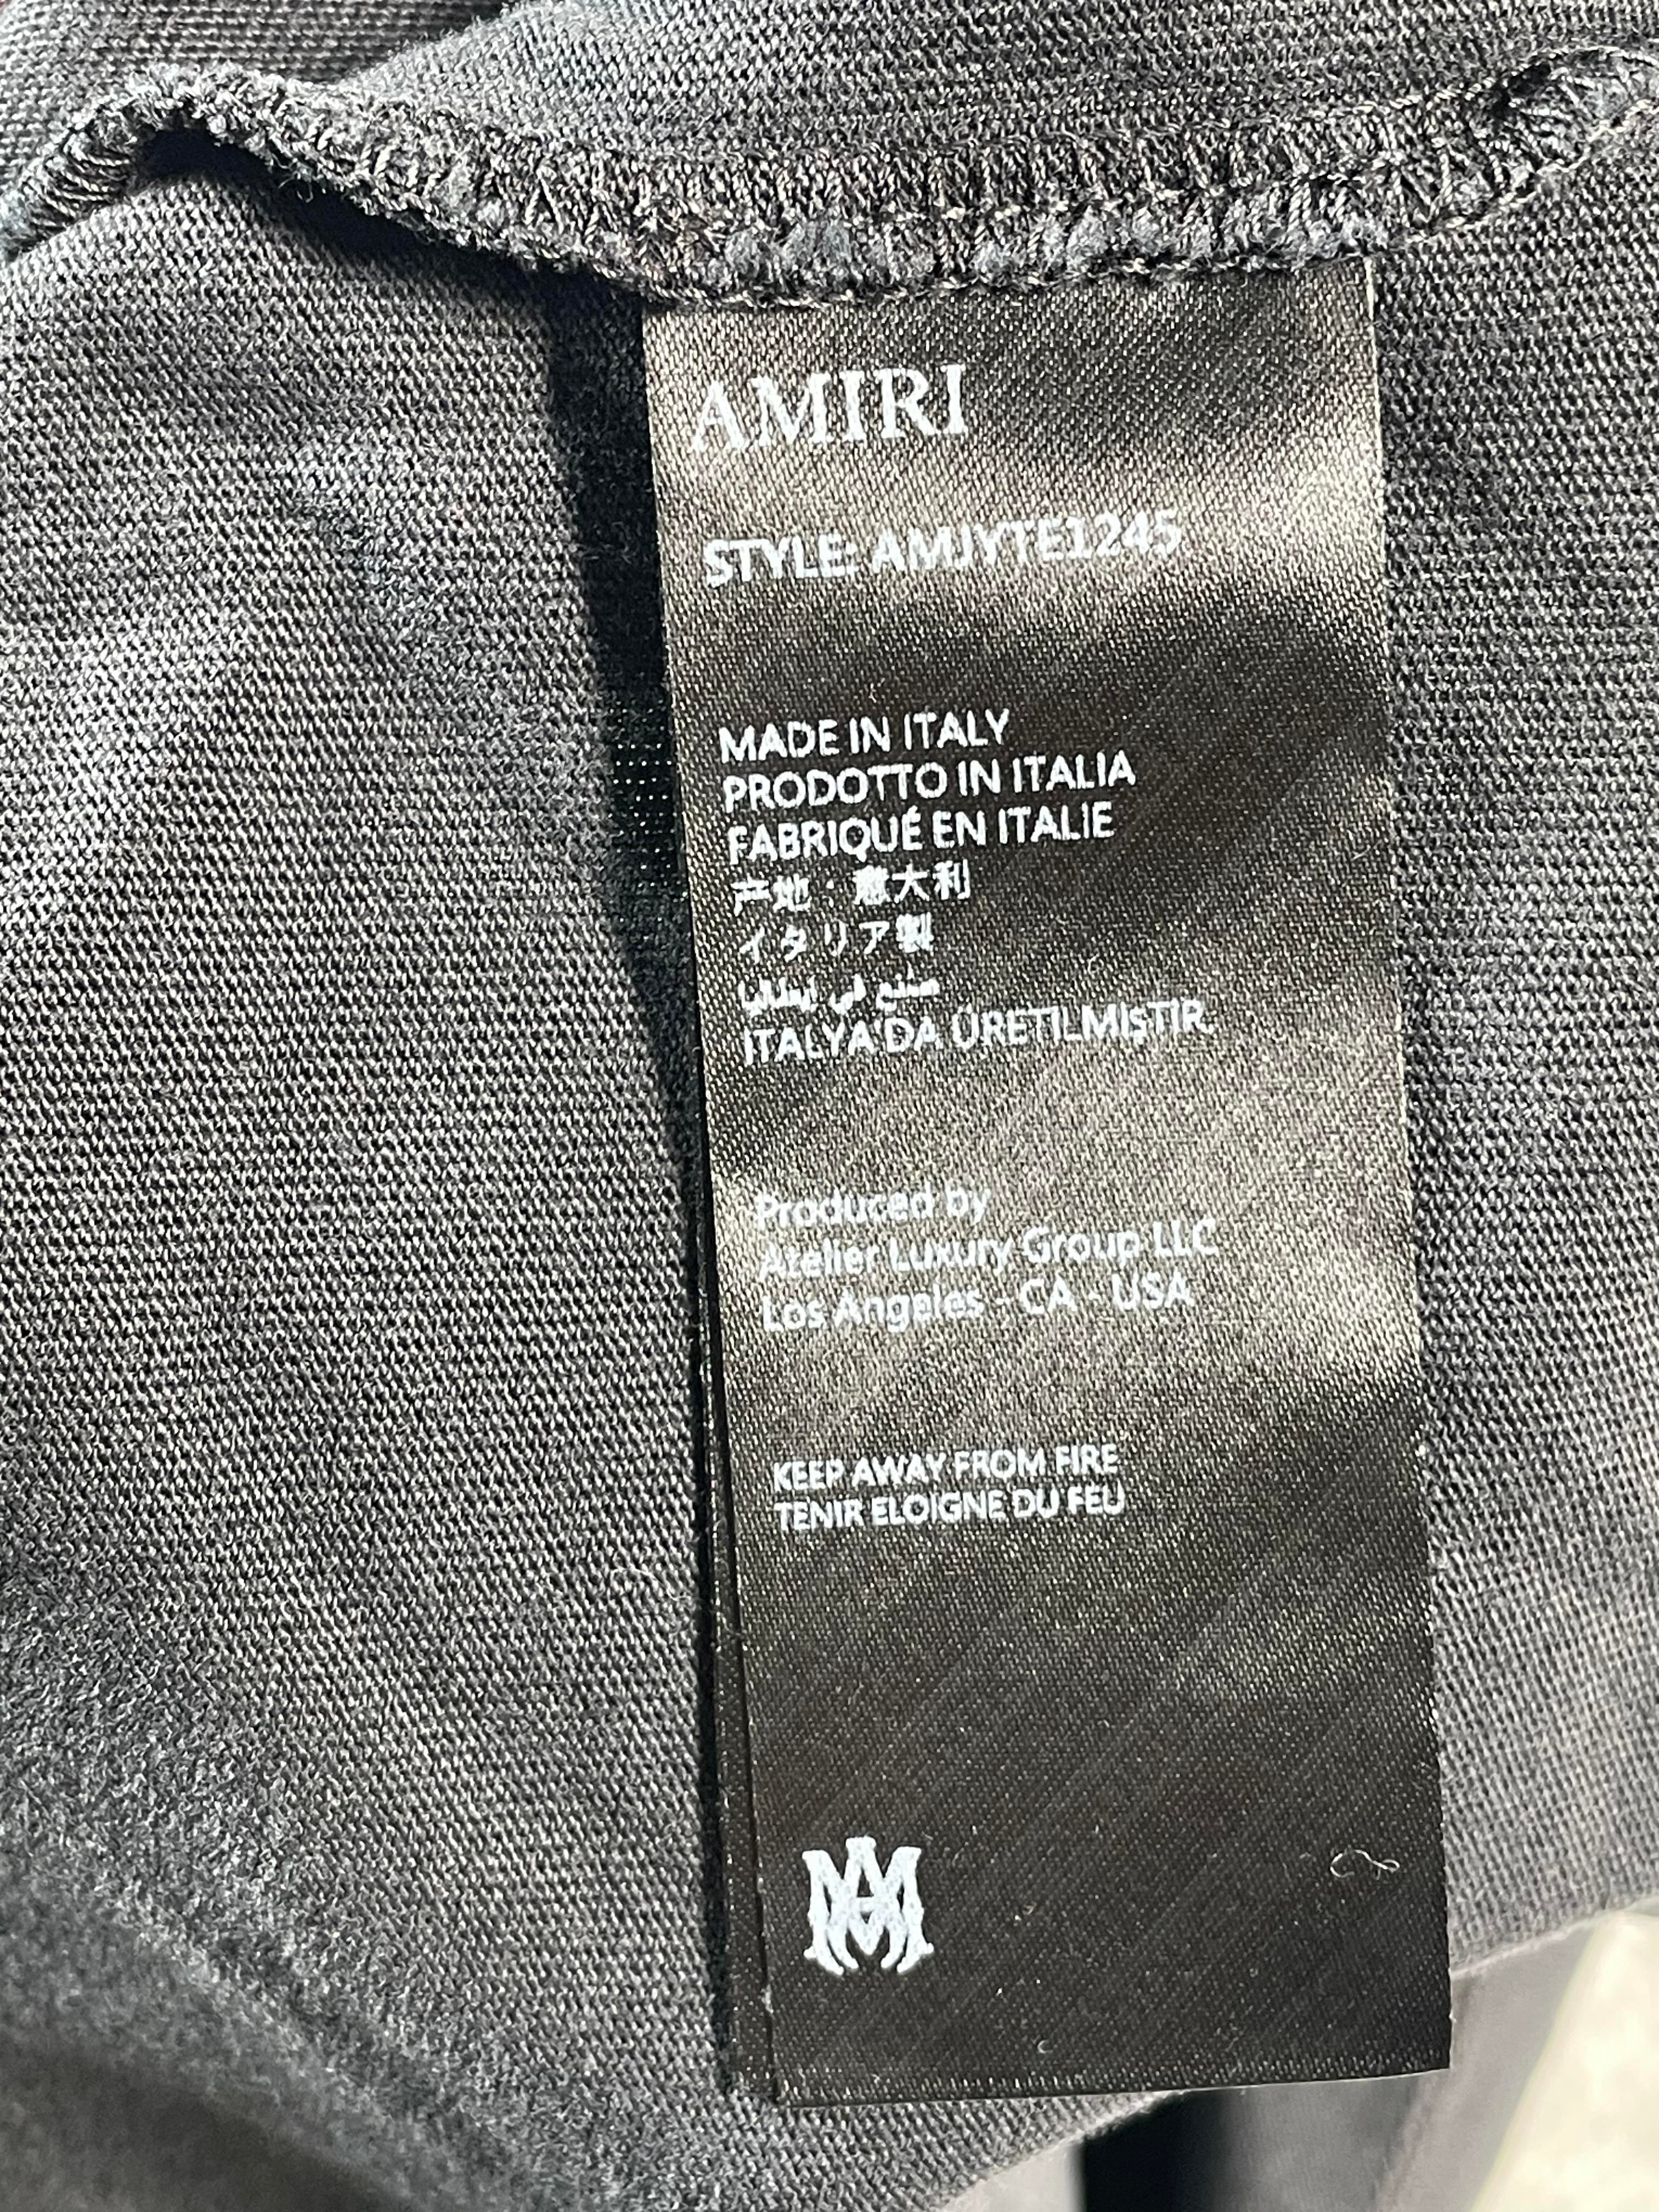 AMIRI
STYLE: AMJYTE1245
MADE IN ITALY
PRODOTTO IN ITALIA
FABRIQUÉ EN ITALIE
产地・意大利
イタリア製
صنع في إيطاليا
ITALYA'DA ÜRETILMIŞTIR.
Produced by
Atelier Luxury Group LLC
Los Angeles - CA - USA
KEEP AWAY FROM FIRE
TENIR ELOIGNE DU FEU
MA